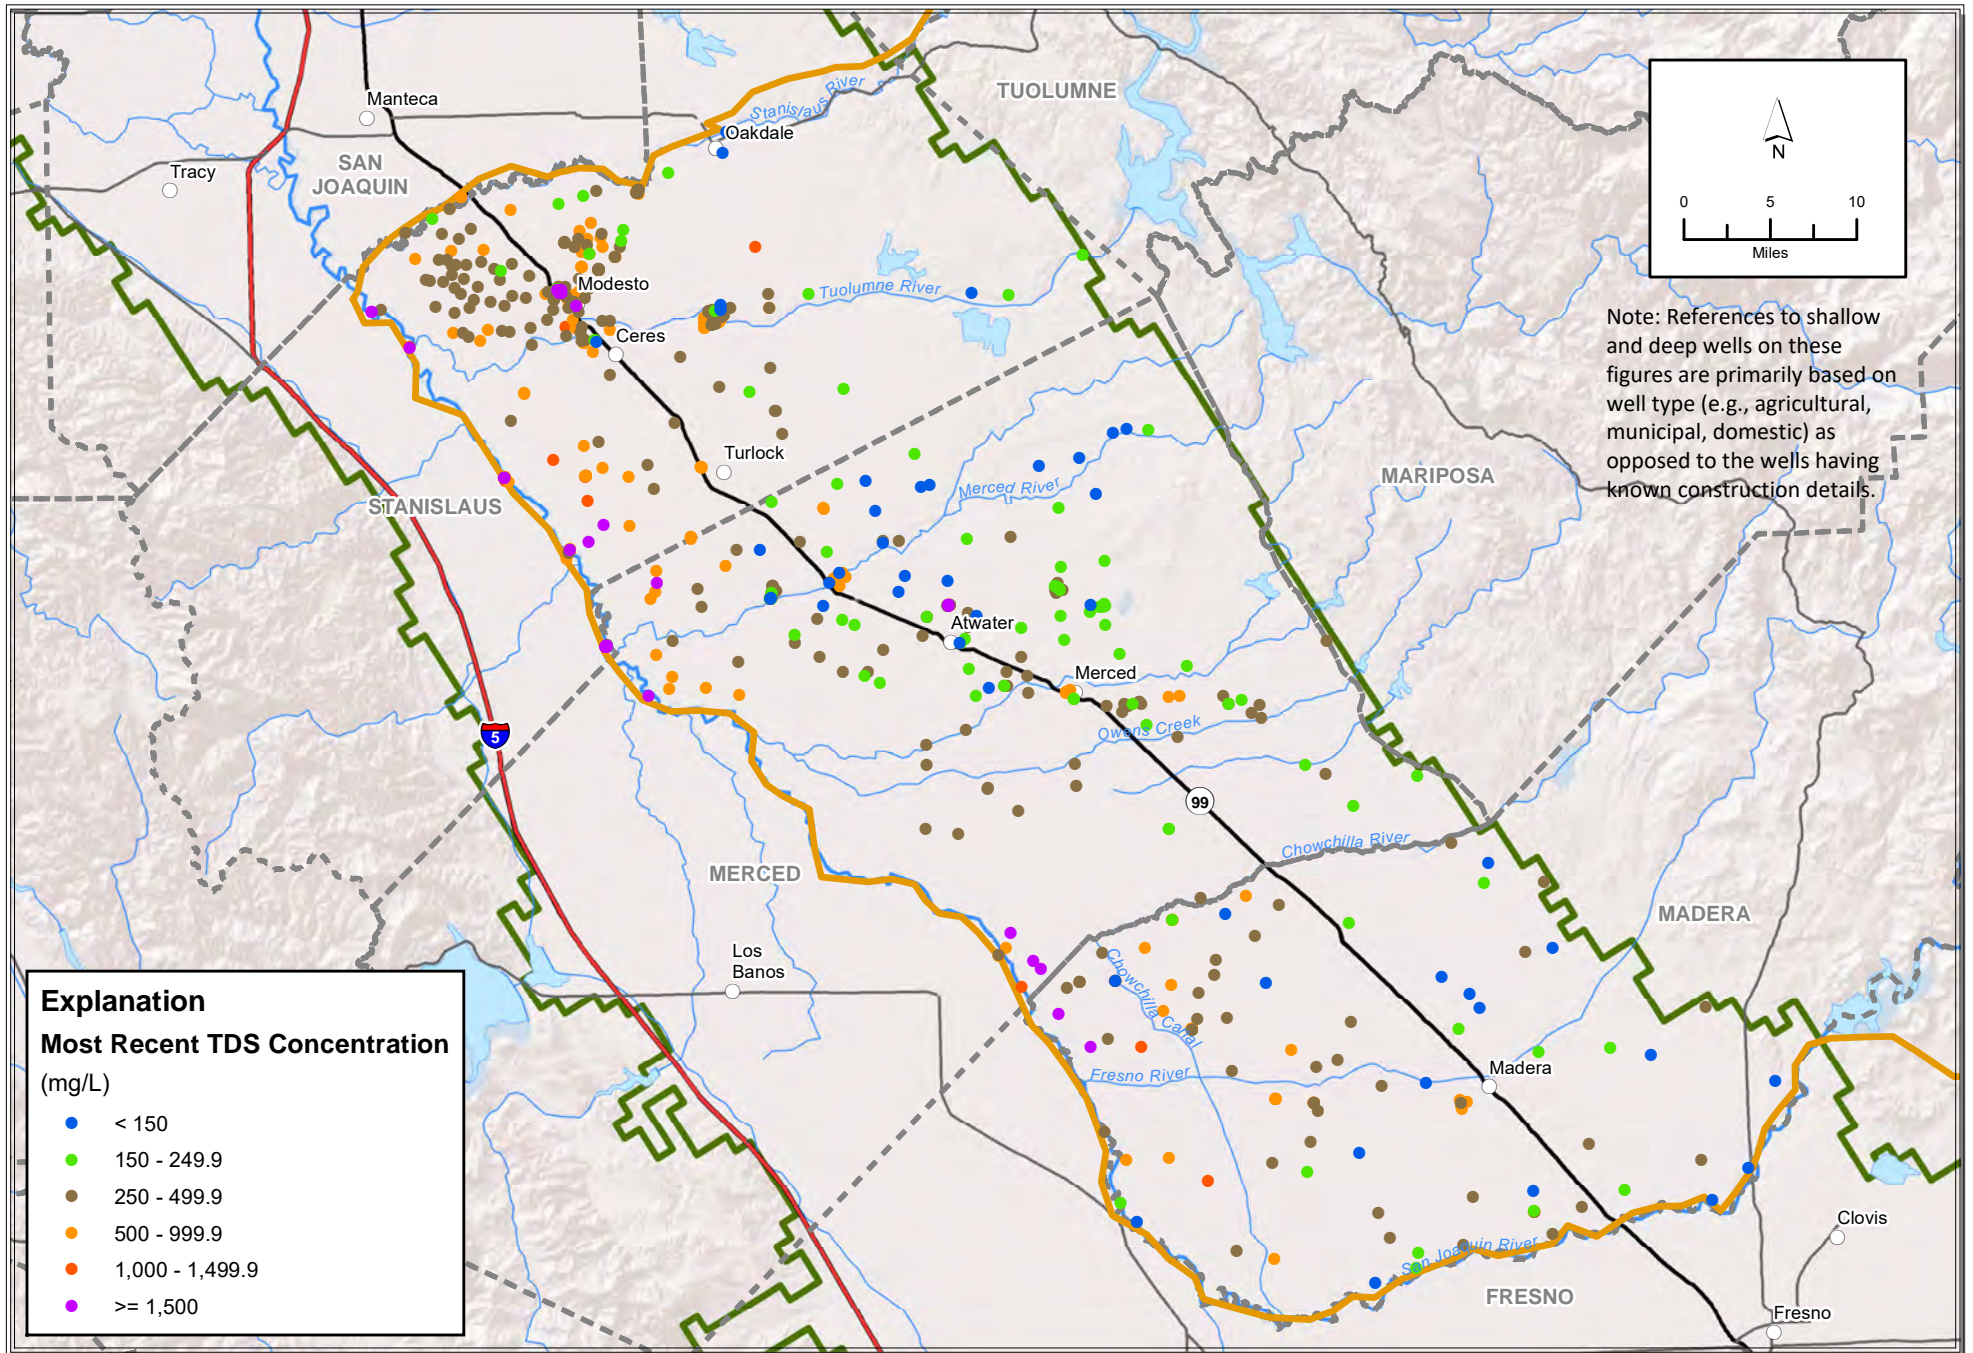 Manteca
Tracy
SAN
JOAQUIN
Stanislaus River
Oakdale
TUOLUMNE
N
0 5 10
Miles
Note: References to shallow
and deep wells on these
figures are primarily based on
well type (e.g., agricultural,
municipal, domestic) as
opposed to the wells having
known construction details.
Modesto
Tuolumne River
Ceres
Turlock
STANISLAUS
Merced River
MARIPOSA
Atwater
Merced
Owens Creek
5
99
Chowchilla River
MERCED
MADERA
Los
Banos
Chowchilla Canal
Fresno River
Madera
San Joaquin River
Clovis
FRESNO
Fresno
Explanation
Most Recent TDS Concentration
(mg/L)
< 150
150 - 249.9
250 - 499.9
500 - 999.9
1,000 - 1,499.9
>= 1,500